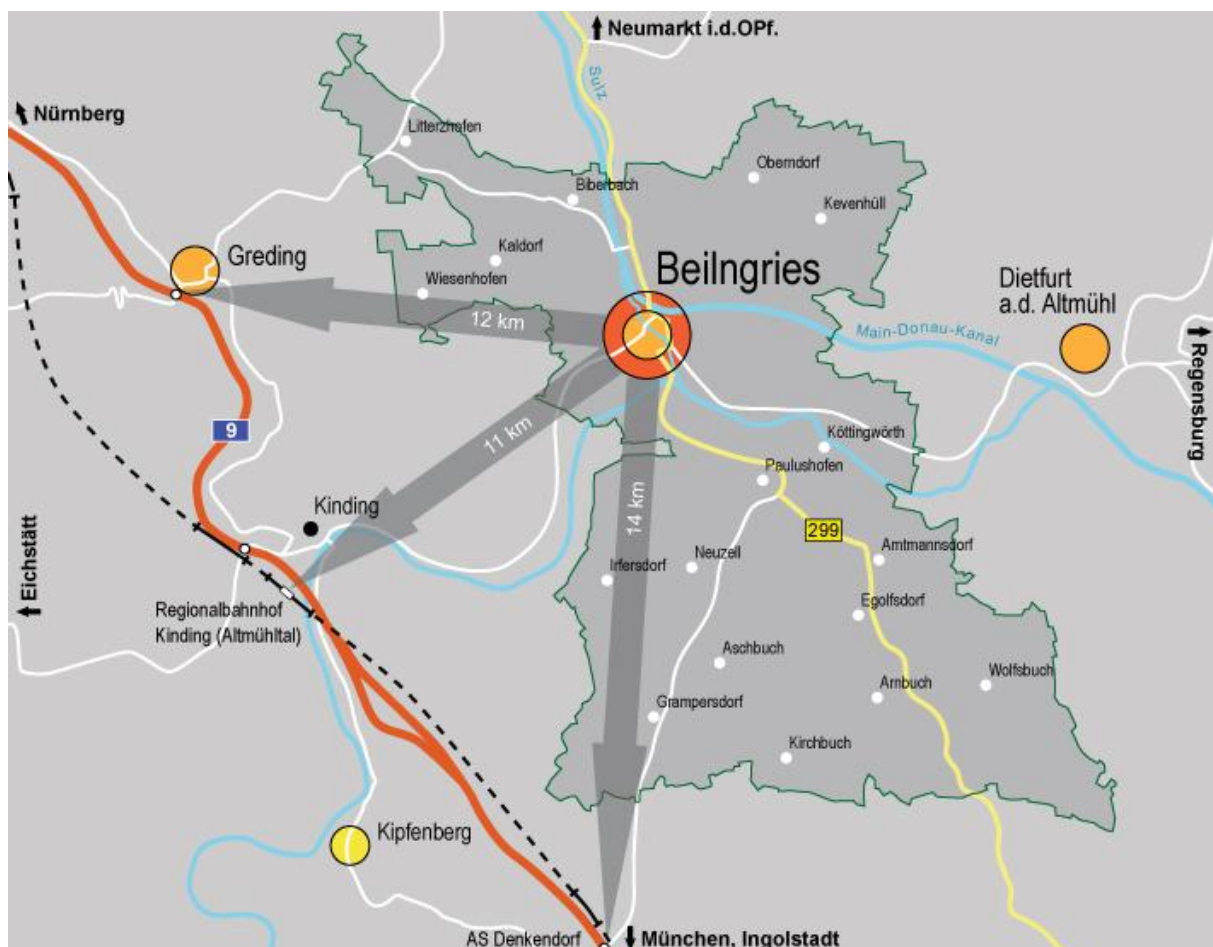 Neumarkt i.d.OPf.
Sulz
Nürnberg
Litterzhofen
Oberndorf
Biberbach
Kevenhüll
Greding
Kaldorf
Beilngries
Wiesenhofen
Dietfurt
a.d. Altmühl
12 km
Main-Donau-Kanal
Regensburg
9
11 km
Köttingwörth
Paulushofen
14 km
Kinding
299
Eichstätt
Irfersdorf
Neuzell
Amtmannsdorf
Regionalbahnhof
Kinding (Altmühltal)
Egolfsdorf
Aschbuch
Wolfsbuch
Arnbuch
Grampersdorf
Kirchbuch
Kipfenberg
AS Denkendorf
München, Ingolstadt